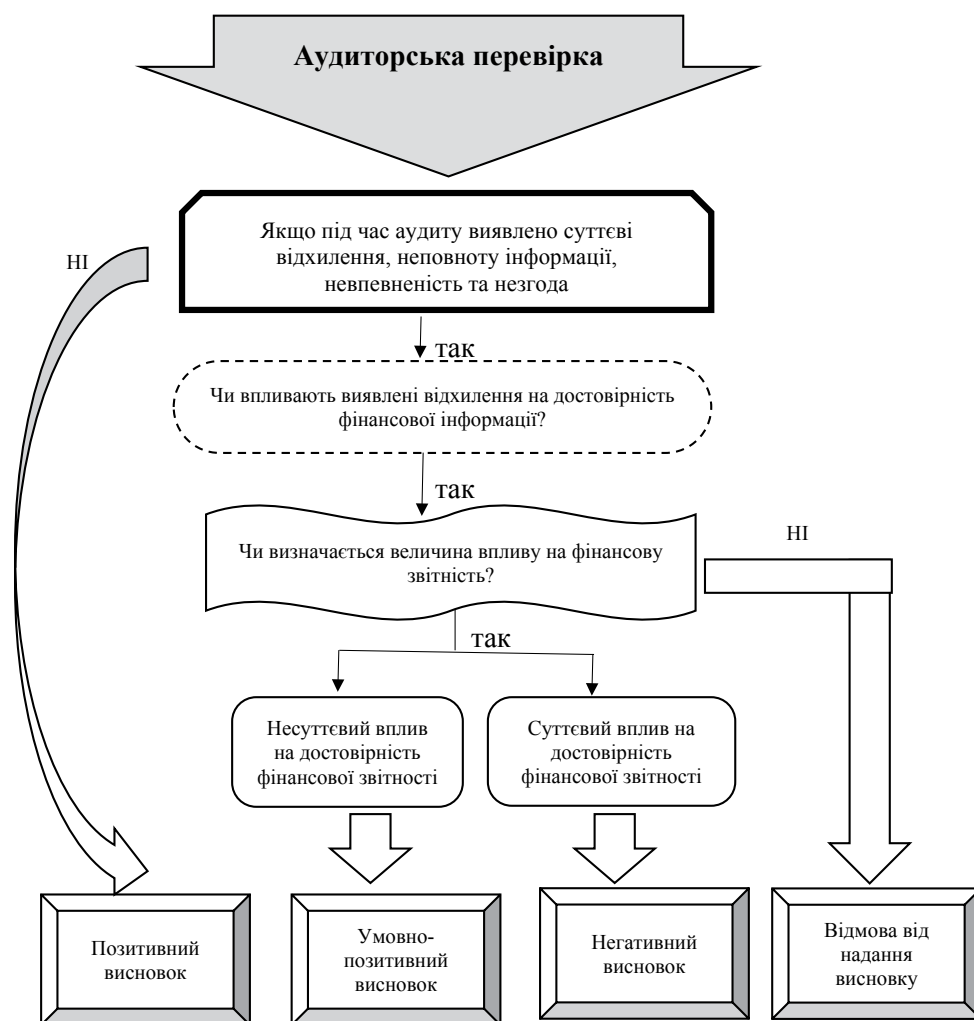 Аудиторська перевірка
Якщо під час аудиту виявлено суттєві
відхилення, неповноту інформації,
невпевненість та незгода
НІ
так
Чи впливають виявлені відхилення на достовірність
фінансової інформації?
так
Чи визначається величина впливу на фінансову
звітність?
НІ
так
Несуттєвий вплив
на достовірність
фінансової звітності
Суттєвий вплив на
достовірність
фінансової звітності
Позитивний
висновок
Умовно-
позитивний
висновок
Негативний
висновок
Відмова від
надання
висновку